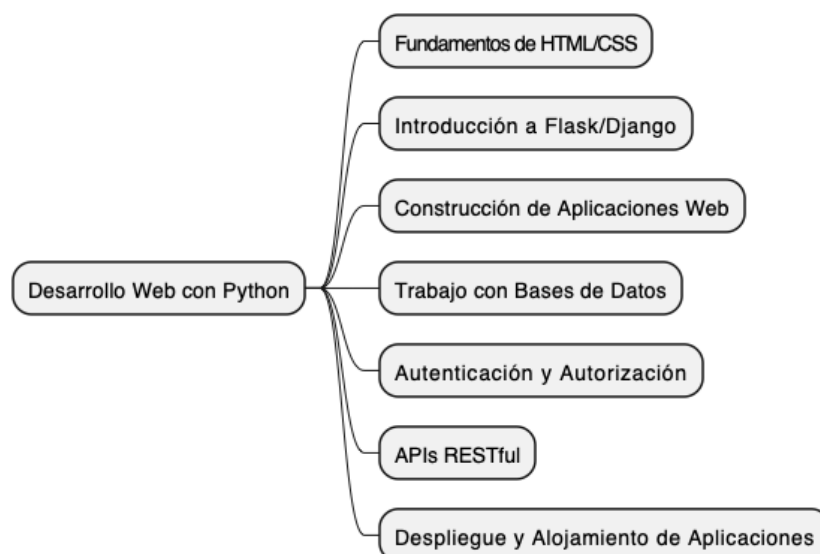 Desarrollo Web con Python
Fundamentos de HTML/CSS
Introducción a Flask/Django
Construcción de Aplicaciones Web
Trabajo con Bases de Datos
Autenticación y Autorización
APIs RESTful
Despliegue y Alojamiento de Aplicaciones